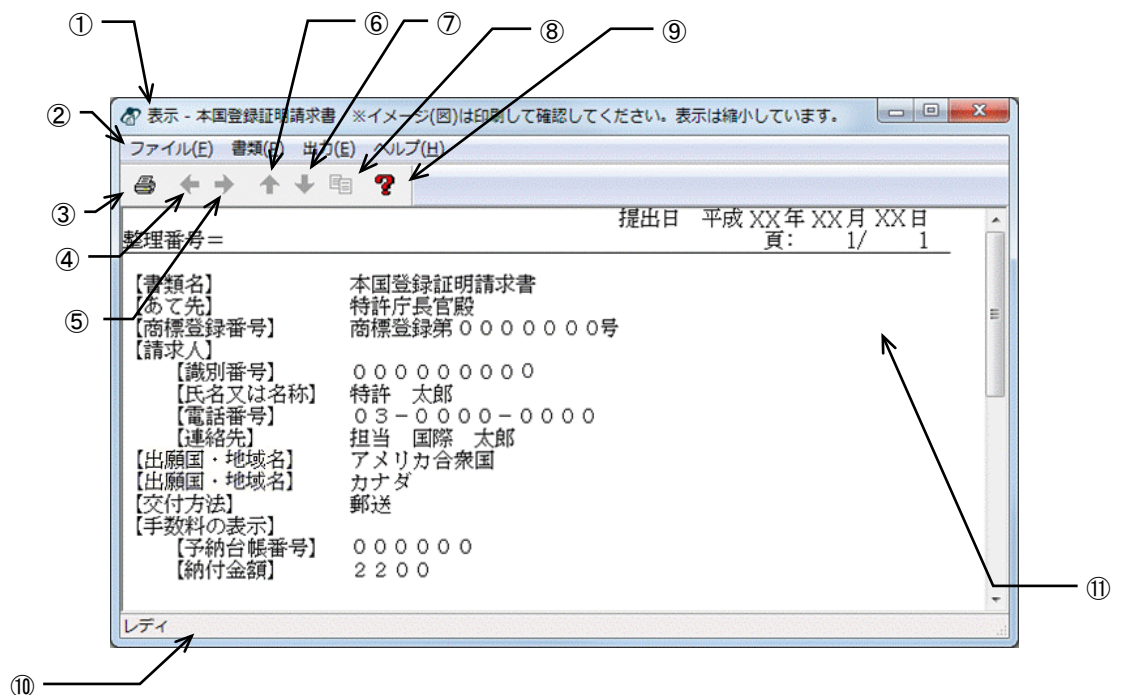 ① ⑥ ⑦ ⑧ ⑨
表示 - 本国登録証明請求書 ※イメージ(図)は印刷して確認してください。表示は縮小しています。
②
ファイル(F) 書類(P) 出力(E) ヘルプ(H)
③
提出日 平成 XX年 XX月 XX日
整理番号＝ 頁: 1/ 1
④
【書類名】 本国登録証明請求書
【あて先】 特許庁長官殿
⑤
【商標登録番号】 商標登録第０００００００号
【請求人】
【識別番号】 ０００００００００
【氏名又は名称】 特許　太郎
【電話番号】 ０３－００００－００００
【連絡先】 担当　国際　太郎
【出願国・地域名】 アメリカ合衆国
【出願国・地域名】 カナダ
【交付方法】 郵送
【手数料の表示】
【予納台帳番号】 ００００００
【納付金額】 ２２００
⑪
レディ
⑩